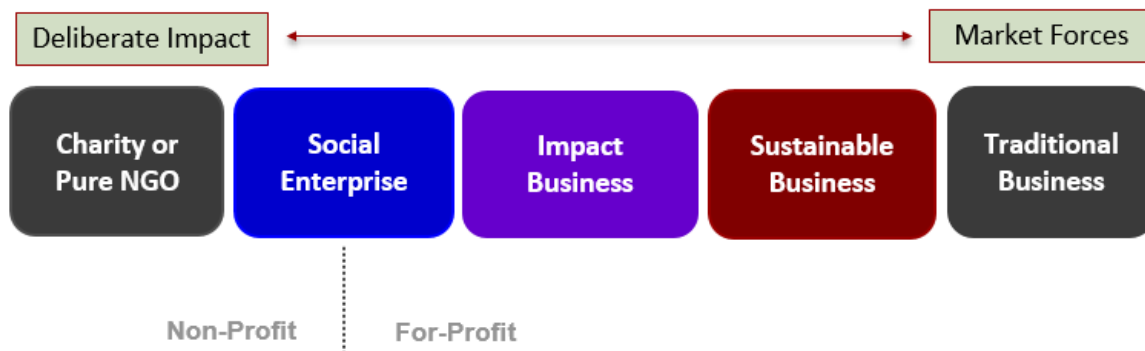 Deliberate Impact
Market Forces
Charity or
Pure NGO
Social
Enterprise
Impact
Business
Sustainable
Business
Traditional
Business
Non-Profit
For-Profit